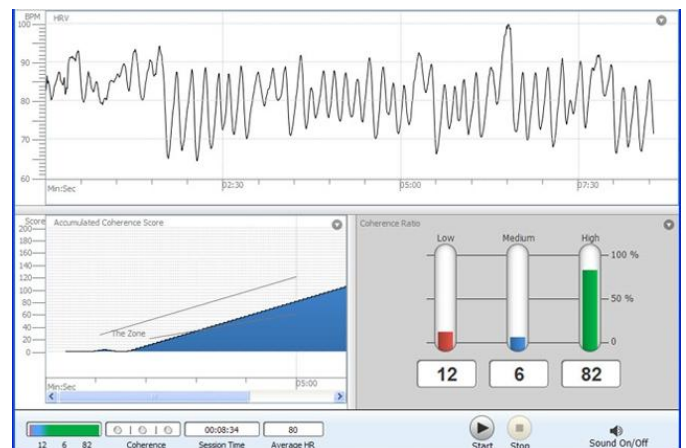 BPM
HRV
100
90
80
70
60
Min:Sec
02:30
05:00
07:30
Score
Accumulated Coherence Score
200
180
160
140
120
100
80
60
40
20
0
The Zone
Min:Sec
05:00
Coherence Ratio
Low
Medium
High
100 %
50 %
0
12
6
82
12 6 82
Coherence
00:08:34
Session Time
80
Average HR
Start
Stop
Sound On/Off